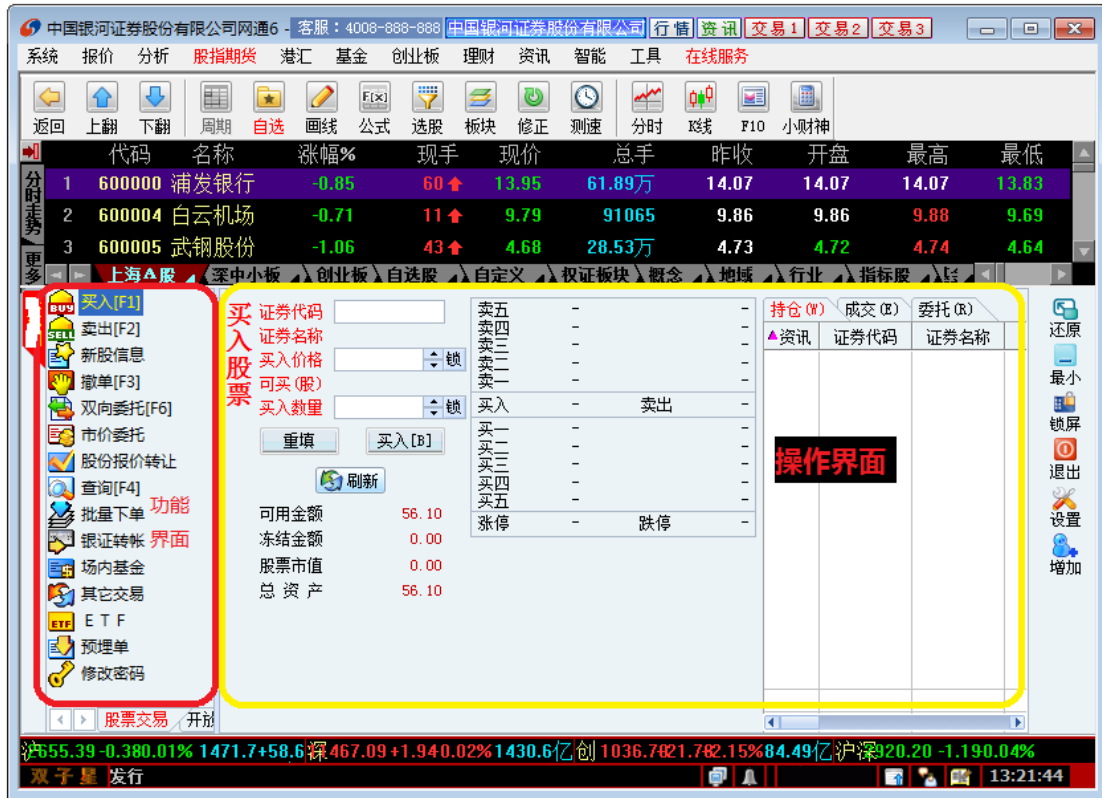 中国银河证券股份有限公司网通6 - 客服：4008-888-888 中国银河证券股份有限公司 行情 资讯 交易1 交易2 交易3
系统 报价 分析 股指期货 港汇 基金 创业板 理财 资讯 智能 工具 在线服务
返回 上翻 下翻 周期 自选 画线 公式 选股 板块 修正 测速 分时 K线 F10 小财神
F(x)
代码 名称 涨幅% 现手 现价 总手 昨收 开盘 最高 最低
1 600000 浦发银行 -0.85 60 13.95 61.89万 14.07 14.07 14.07 13.83
2 600004 白云机场 -0.71 11 9.79 91065 9.86 9.86 9.88 9.69
3 600005 武钢股份 -1.06 43 4.68 28.53万 4.73 4.72 4.74 4.64
分时走势
更多
上海A股 深中小板 创业板 自选股 自定义 权证板块 概念 地域 行业 指标股
买入[F1]
卖出[F2]
新股信息
撤单[F3]
双向委托[F6]
市价委托
股份报价转让
查询[F4]
批量下单
银证转帐
场内基金
其它交易
ETF
预埋单
修改密码
BUY
SELL
ETF
功能
界面
股票交易 开放
买入股票
证券代码
证券名称
买入价格 锁
可买(股)
买入数量 锁
重填 买入[B]
刷新
可用金额 56.10
冻结金额 0.00
股票市值 0.00
总资产 56.10
卖五 - -
卖四 - -
卖三 - -
卖二 - -
卖一 - -
买入 - 卖出 -
买一 - -
买二 - -
买三 - -
买四 - -
买五 - -
涨停 - 跌停 -
持仓(W) 成交(E) 委托(R)
资讯 证券代码 证券名称
操作界面
还原
最小
锁屏
退出
设置
增加
655.39 -0.38 0.01% 1471.7 +58.6 深 467.09 +1.94 0.02% 1430.6亿 创 1036.7 2.15% 84.49亿 沪深 920.20 -1.19 0.04%
双子星 发行 13:21:44